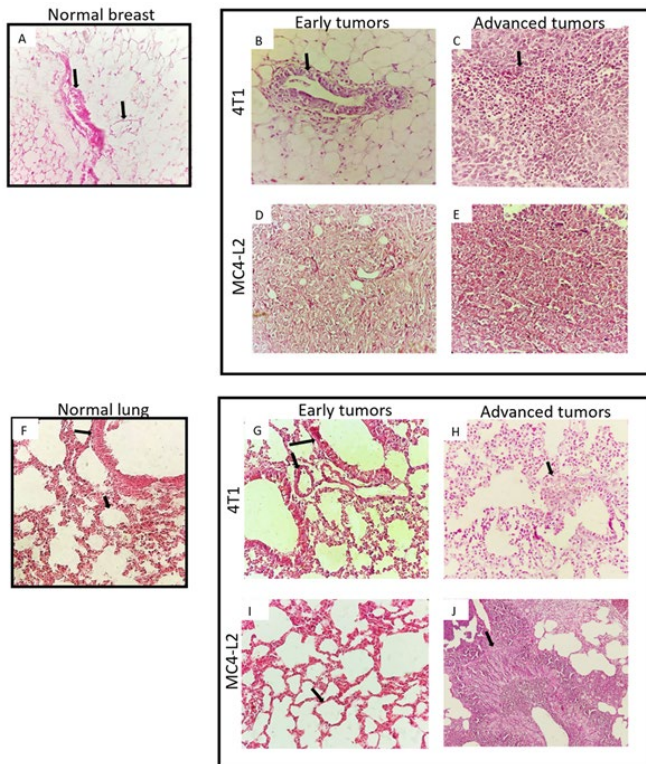 Normal breast
Early tumors
Advanced tumors
A
B
C
4T1
D
E
MC4-L2
Normal lung
Early tumors
Advanced tumors
F
G
H
4T1
I
J
MC4-L2